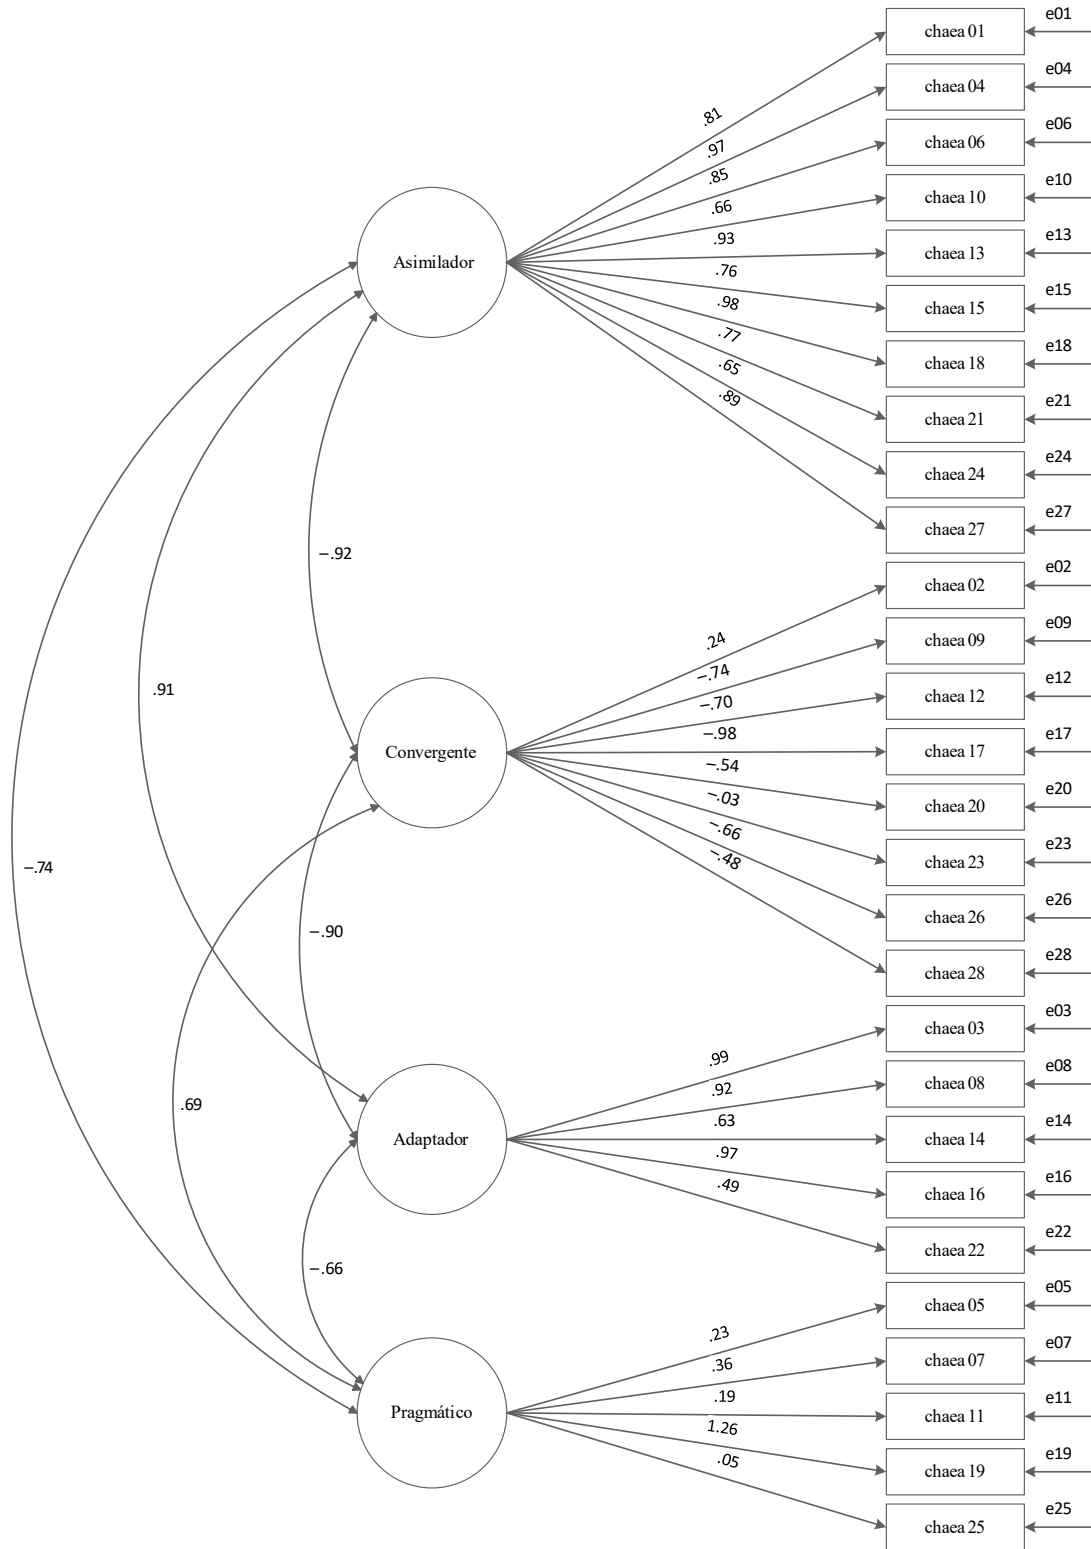 chaea 01
e01
chaea 04
e04
chaea 06
e06
chaea 10
e10
chaea 13
e13
chaea 15
e15
chaea 18
e18
chaea 21
e21
chaea 24
e24
chaea 27
e27
.81
.97
.85
.66
.93
.76
.98
.77
.65
.89
Asimilador
−.92
.91
−.74
chaea 02
e02
chaea 09
e09
chaea 12
e12
chaea 17
e17
chaea 20
e20
chaea 23
e23
chaea 26
e26
chaea 28
e28
.24
−.74
−.70
−.98
−.54
−.03
−.66
−.48
Convergente
−.90
.69
chaea 03
e03
chaea 08
e08
chaea 14
e14
chaea 16
e16
chaea 22
e22
.99
.92
.63
.97
.49
Adaptador
−.66
chaea 05
e05
chaea 07
e07
chaea 11
e11
chaea 19
e19
chaea 25
e25
.23
.36
.19
1.26
.05
Pragmático